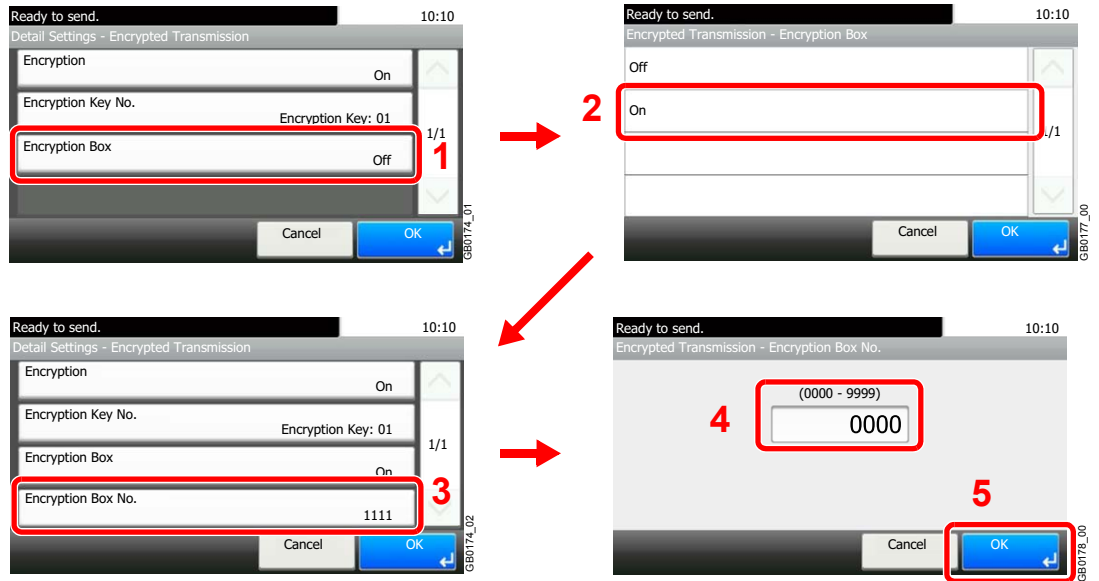 Ready to send. 10:10
Detail Settings - Encrypted Transmission
Encryption
On
Encryption Key No.
Encryption Key: 01
1/1
Encryption Box
Off
1
Cancel OK
GB0174_01
Ready to send. 10:10
Encrypted Transmission - Encryption Box
Off
2
On
1/1
Cancel OK
GB0177_00
Ready to send. 10:10
Detail Settings - Encrypted Transmission
Encryption
On
Encryption Key No.
Encryption Key: 01
1/1
Encryption Box
On
Encryption Box No.
1111
3
Cancel OK
GB0174_02
Ready to send. 10:10
Encrypted Transmission - Encryption Box No.
(0000 - 9999)
4
0000
5
Cancel OK
GB0178_00